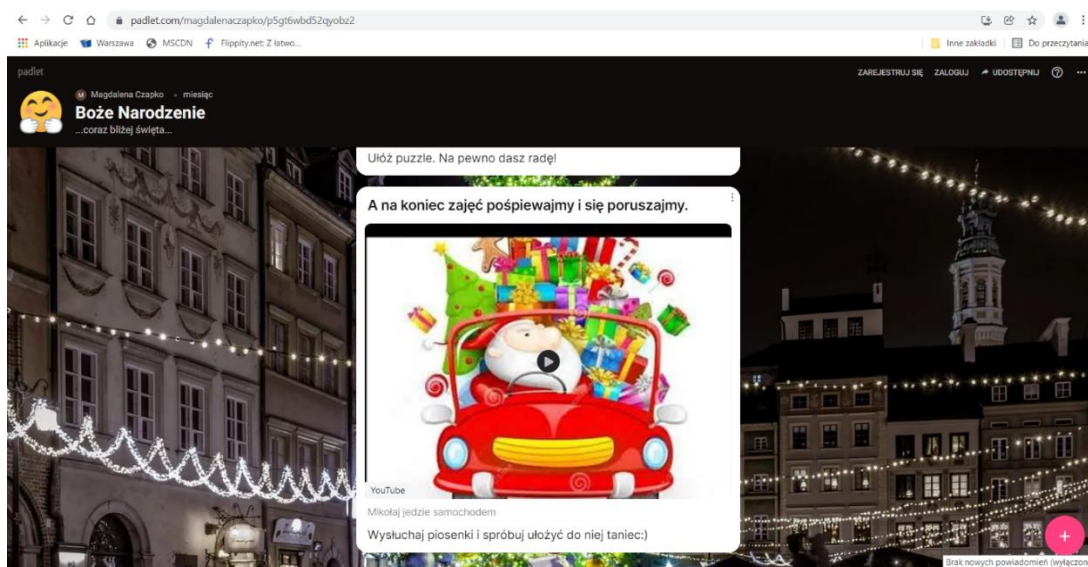 padlet.com/magdalenaczapko/p5gt6wbd52qyobz2
Aplikacje Warszawa MSCDN Flippity.net: Z łatwo... Inne zakładki Do przeczytania
padlet ZAREJESTRUJ SIĘ ZALOGUJ UDOSTĘPNIJ
M Magdalena Czapko • miesiąc
Boże Narodzenie
...coraz bliżej święta...
Ułóż puzzle. Na pewno dasz radę!
A na koniec zajęć pośpiewajmy i się poruszajmy.
YouTube
Mikołaj jedzie samochodem
Wysłuchaj piosenki i spróbuj ułożyć do niej taniec:)
Brak nowych powiadomień (wyłączon